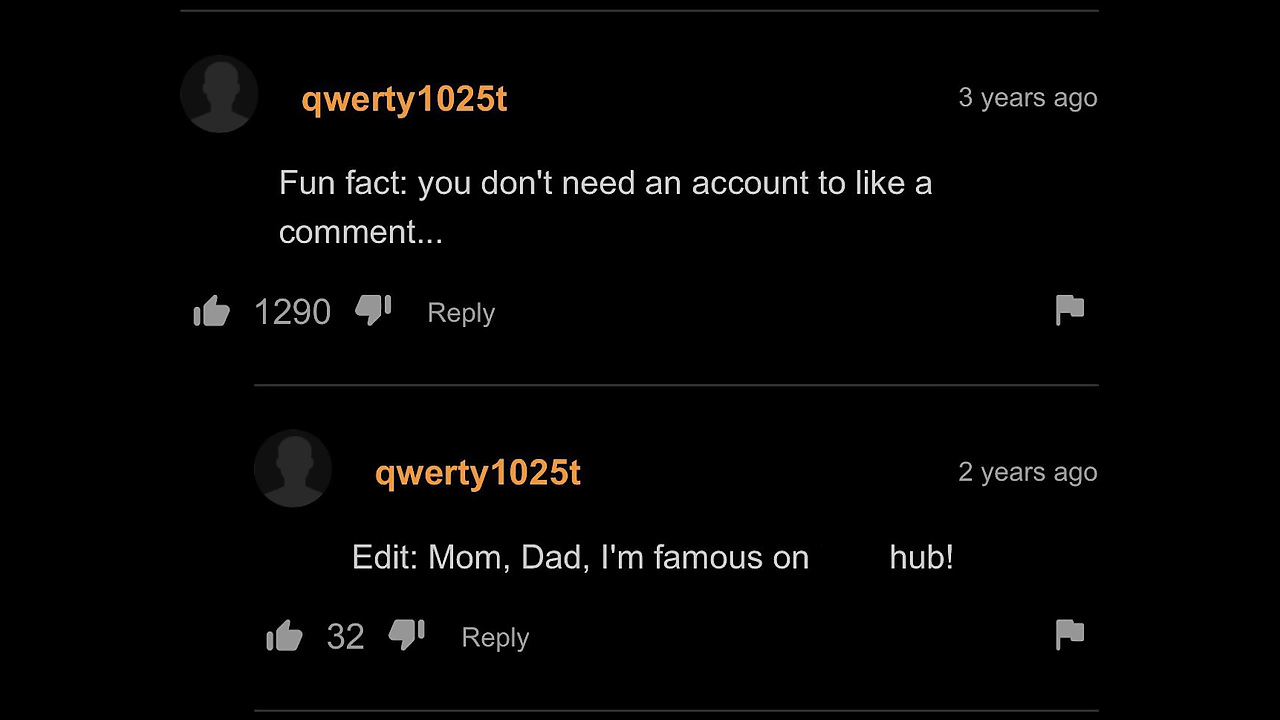 qwerty1025t
3 years ago
Fun fact: you don't need an account to like a
comment...
1290
Reply
qwerty1025t
2 years ago
Edit: Mom, Dad, I'm famous on hub!
32
Reply